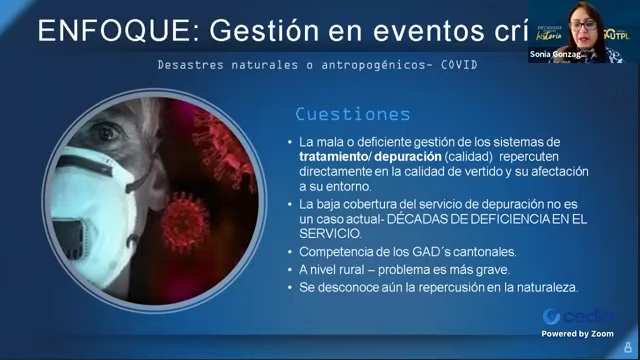 ENFOQUE: Gestión en eventos crí
Desastres naturales o antropogénicos- COVID
Cuestiones
• La mala o deficiente gestión de los sistemas de
tratamiento/ depuración (calidad) repercuten
directamente en la calidad de vertido y su afectación
a su entorno.
• La baja cobertura del servicio de depuración no es
un caso actual- DÉCADAS DE DEFICIENCIA EN EL
SERVICIO.
• Competencia de los GAD´s cantonales.
• A nivel rural – problema es más grave.
• Se desconoce aún la repercusión en la naturaleza.
historia
UTPL
Sonia Gonzag...
Powered by Zoom